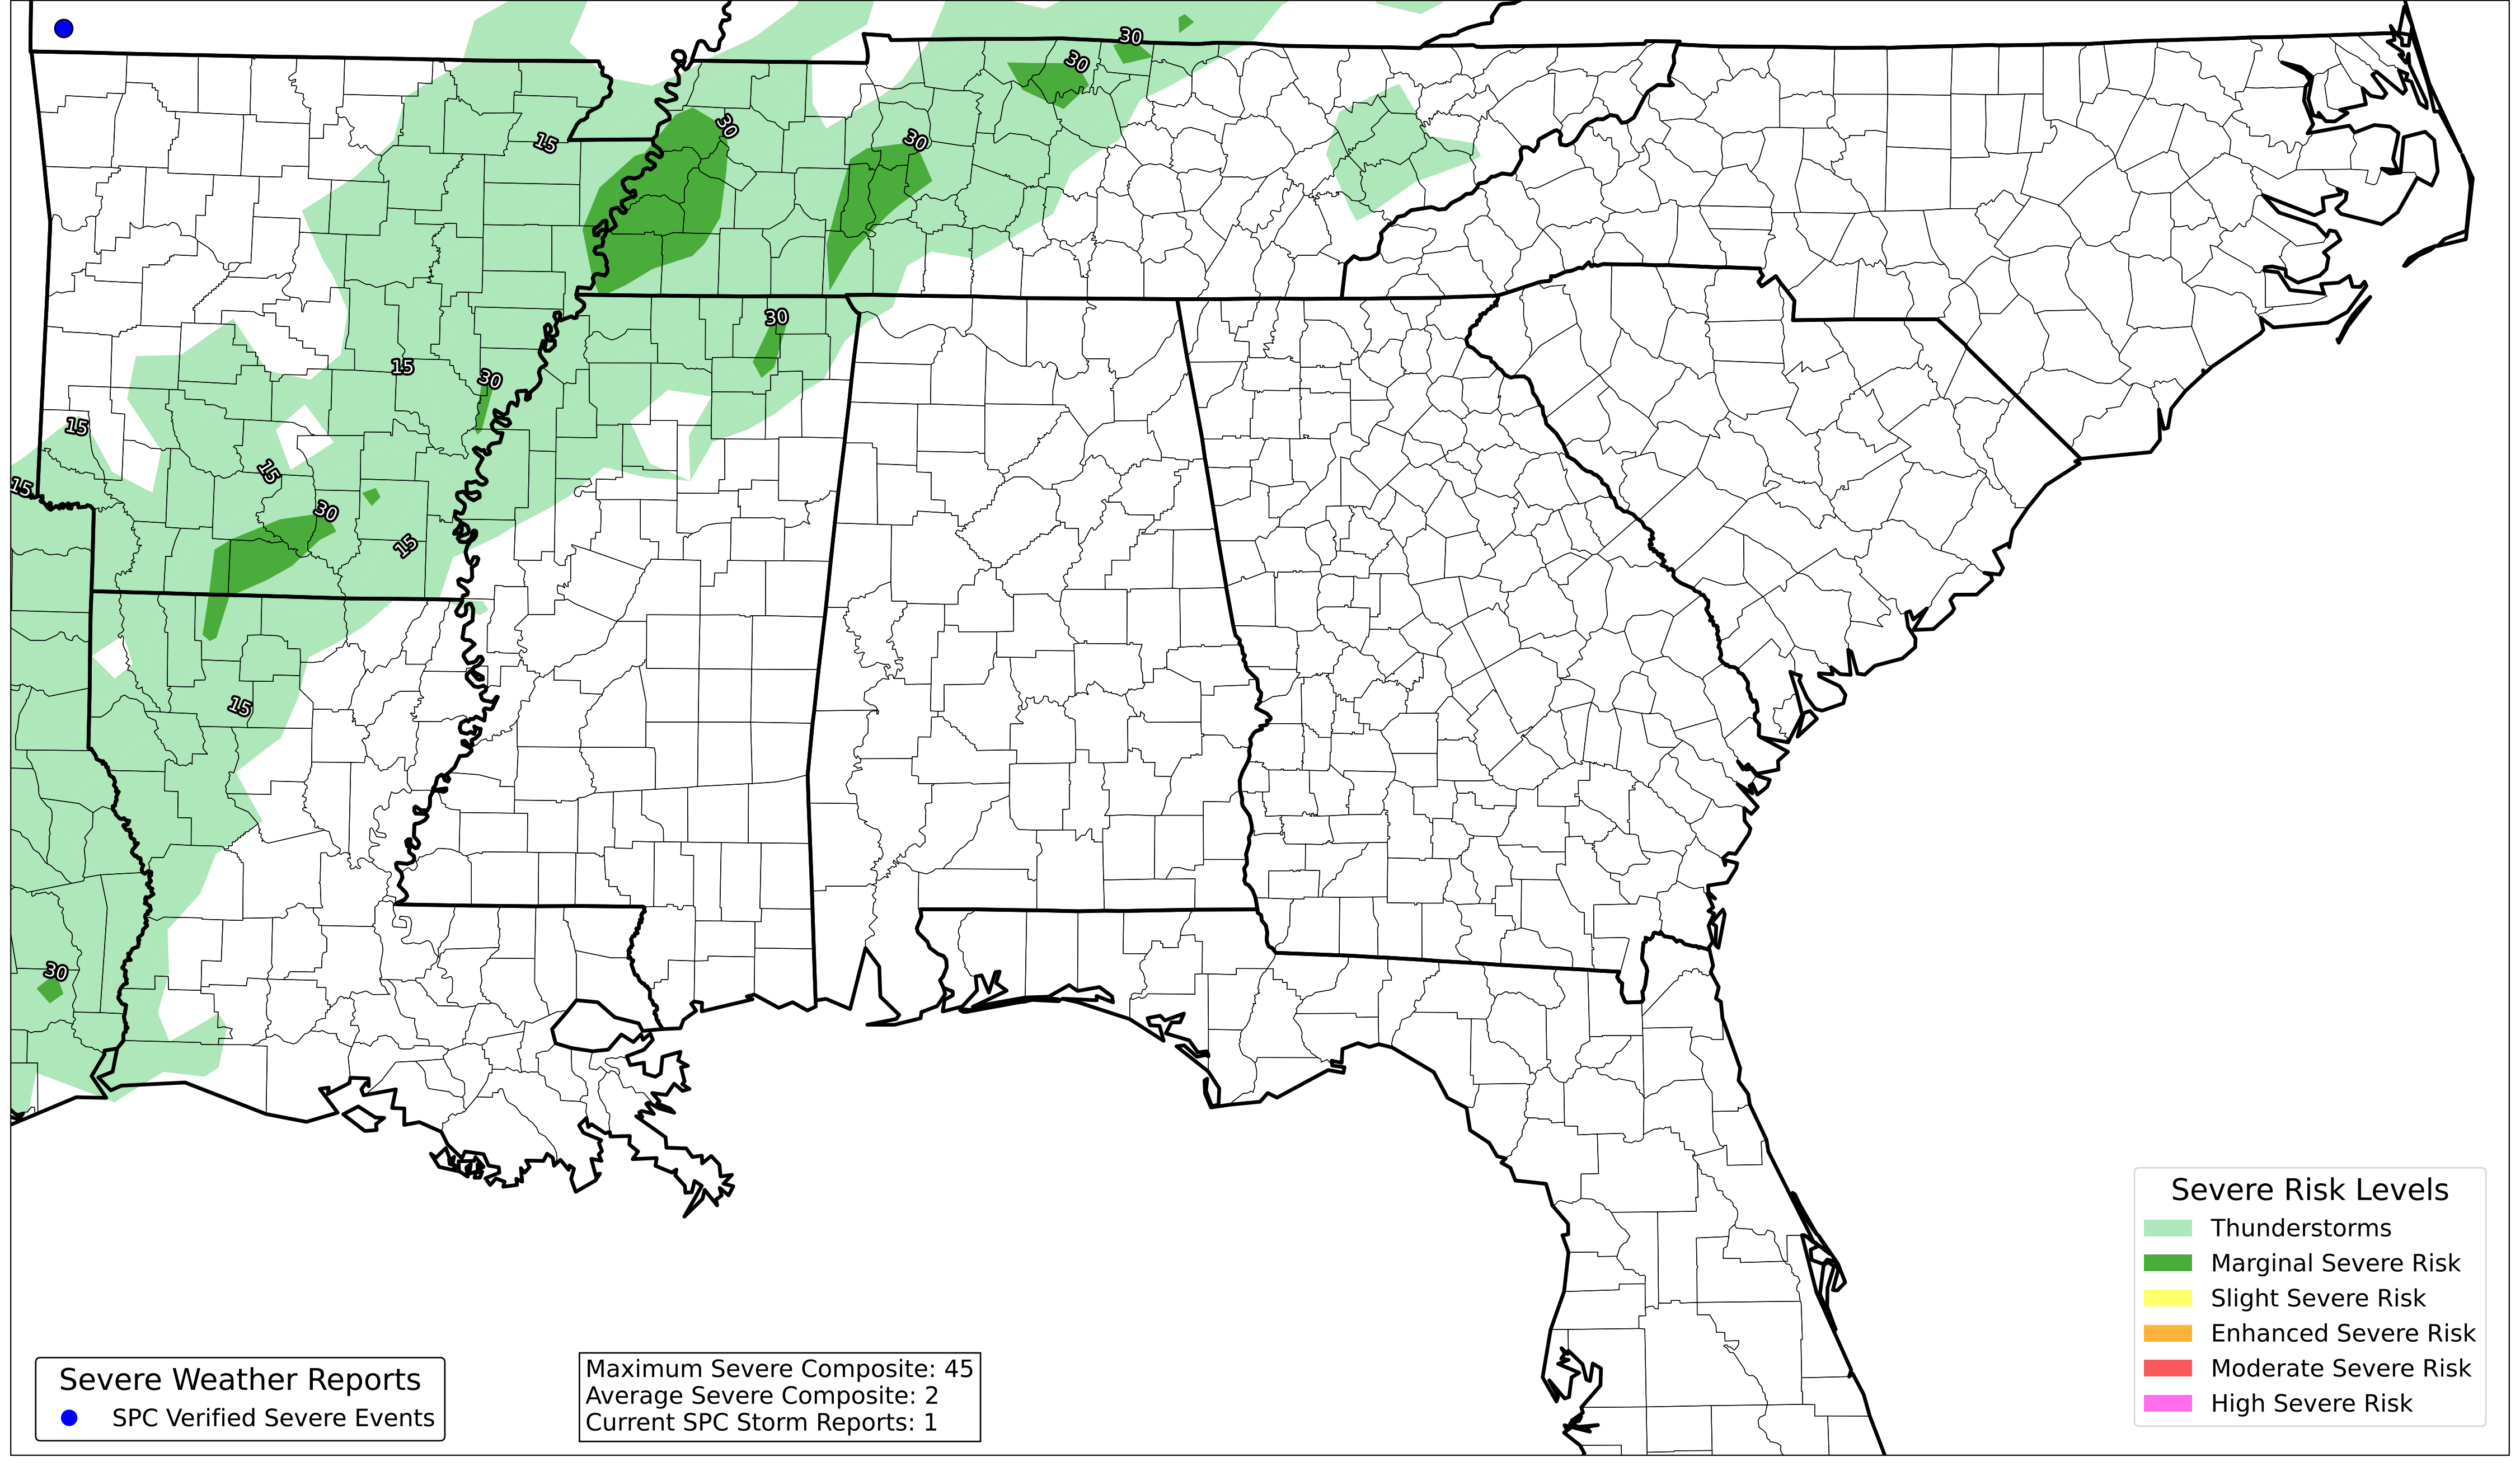 30
30
30
15
30
30
15
30
15
15
15
30
15
15
30
Severe Risk Levels
Thunderstorms
Marginal Severe Risk
Slight Severe Risk
Enhanced Severe Risk
Moderate Severe Risk
High Severe Risk
Severe Weather Reports
SPC Verified Severe Events
Maximum Severe Composite: 45
Average Severe Composite: 2
Current SPC Storm Reports: 1